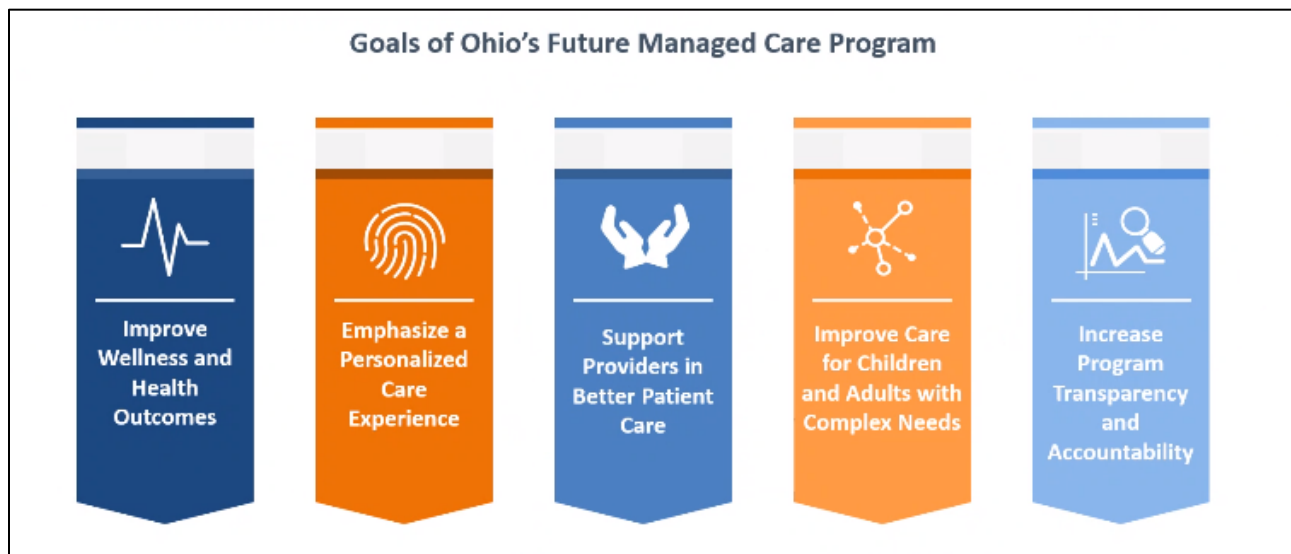 Goals of Ohio’s Future Managed Care Program
Improve
Wellness and
Health
Outcomes
Emphasize a
Personalized
Care
Experience
Support
Providers in
Better Patient
Care
Improve Care
for Children
and Adults with
Complex Needs
Increase
Program
Transparency
and
Accountability